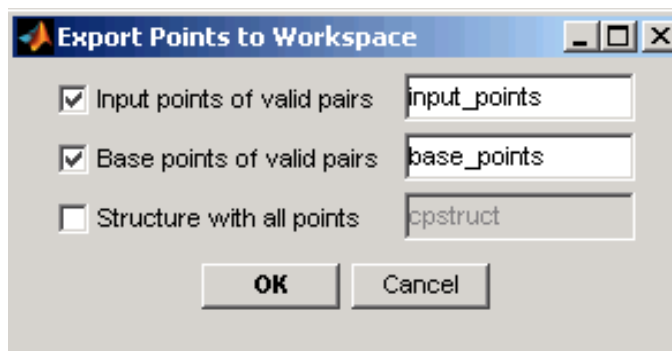 Export Points to Workspace
Input points of valid pairs input_points
Base points of valid pairs base_points
Structure with all points cpstruct
OK Cancel